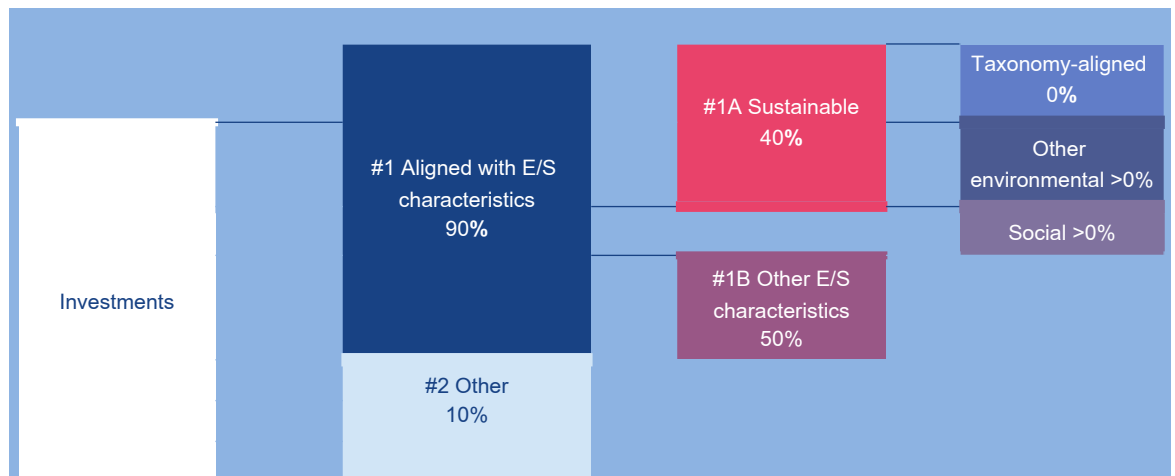 Investments
#1 Aligned with E/S
characteristics
90%
#2 Other
10%
#1A Sustainable
40%
#1B Other E/S
characteristics
50%
Taxonomy-aligned
0%
Other
environmental >0%
Social >0%